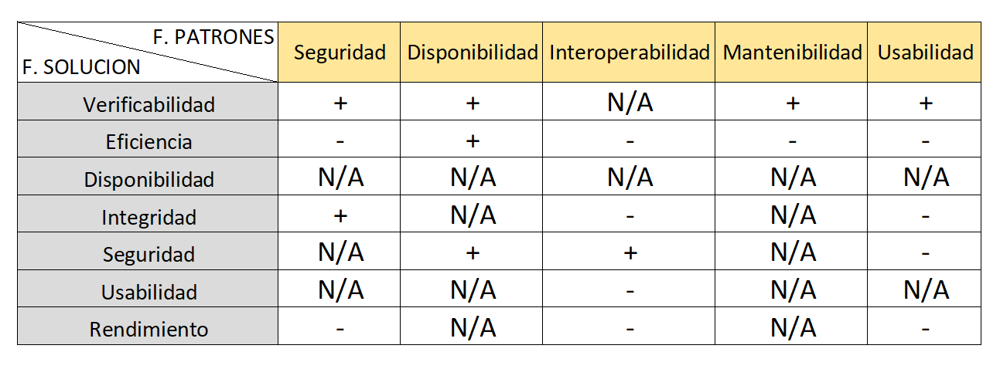 F. PATRONES
F. SOLUCION
Seguridad Disponibilidad Interoperabilidad Mantenibilidad Usabilidad
Verificabilidad + + N/A + +
Eficiencia - + - - -
Disponibilidad N/A N/A N/A N/A N/A
Integridad + N/A - N/A -
Seguridad N/A + + N/A -
Usabilidad N/A N/A - N/A N/A
Rendimiento - N/A - N/A -